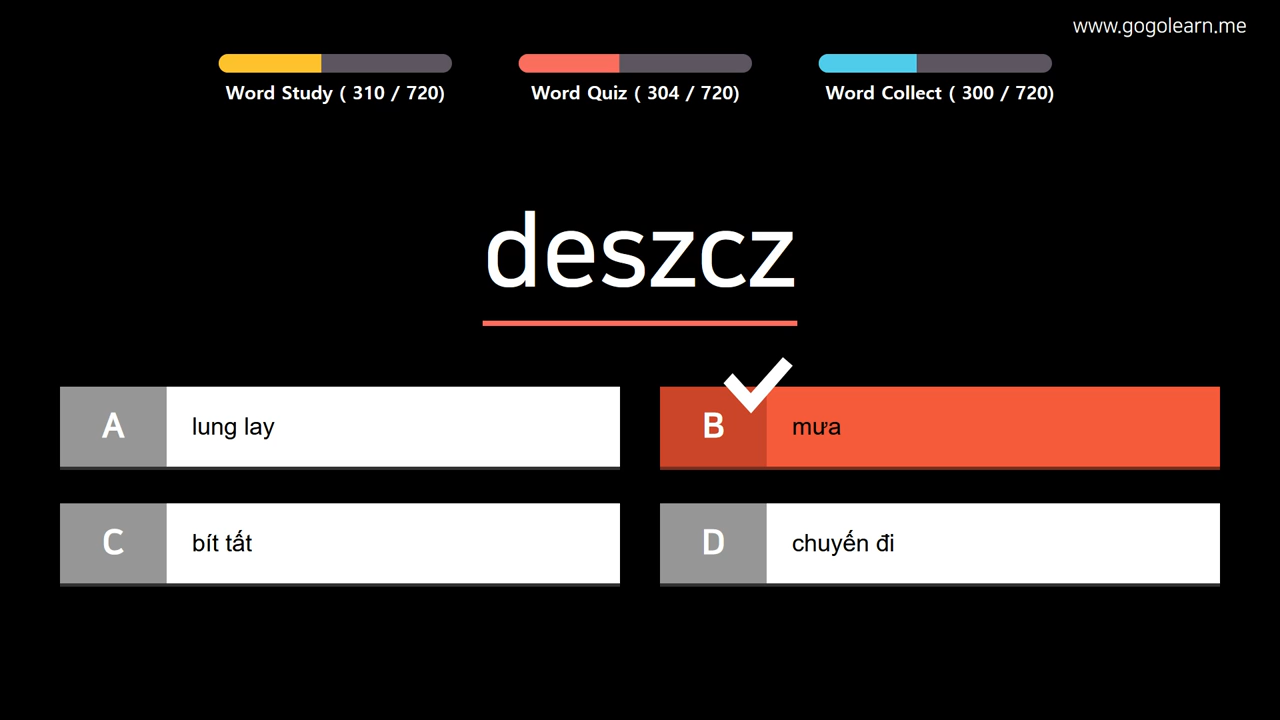 www.gogolearn.me
Word Study ( 310 / 720)
Word Quiz ( 304 / 720)
Word Collect ( 300 / 720)
deszcz
A lung lay
B mưa
C bít tất
D chuyến đi